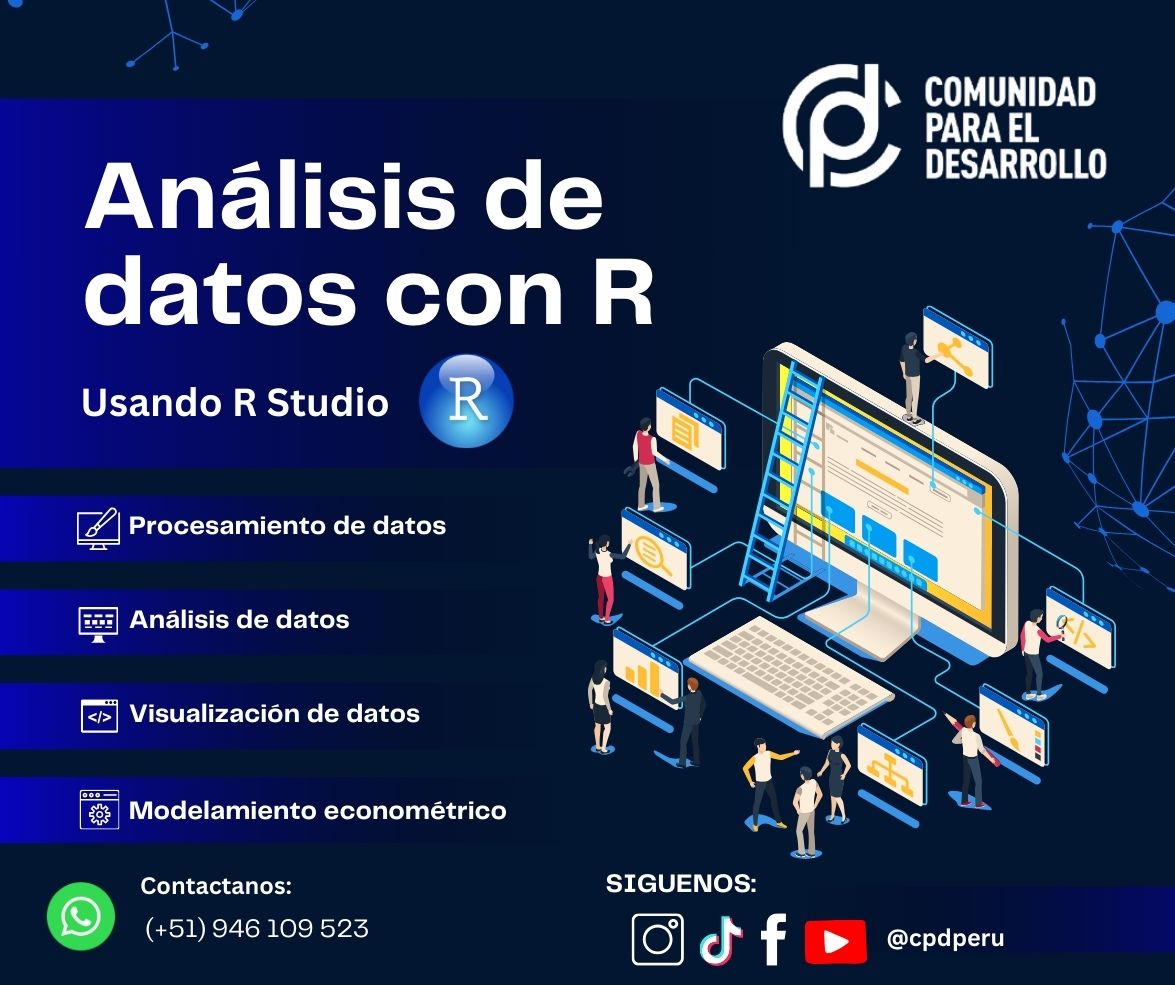 COMUNIDAD
PARA EL
DESARROLLO
Análisis de
datos con R
Usando R Studio
R
Procesamiento de datos
Análisis de datos
Visualización de datos
Modelamiento econométrico
Contactanos:
(+51) 946 109 523
SIGUENOS:
@cpdperu